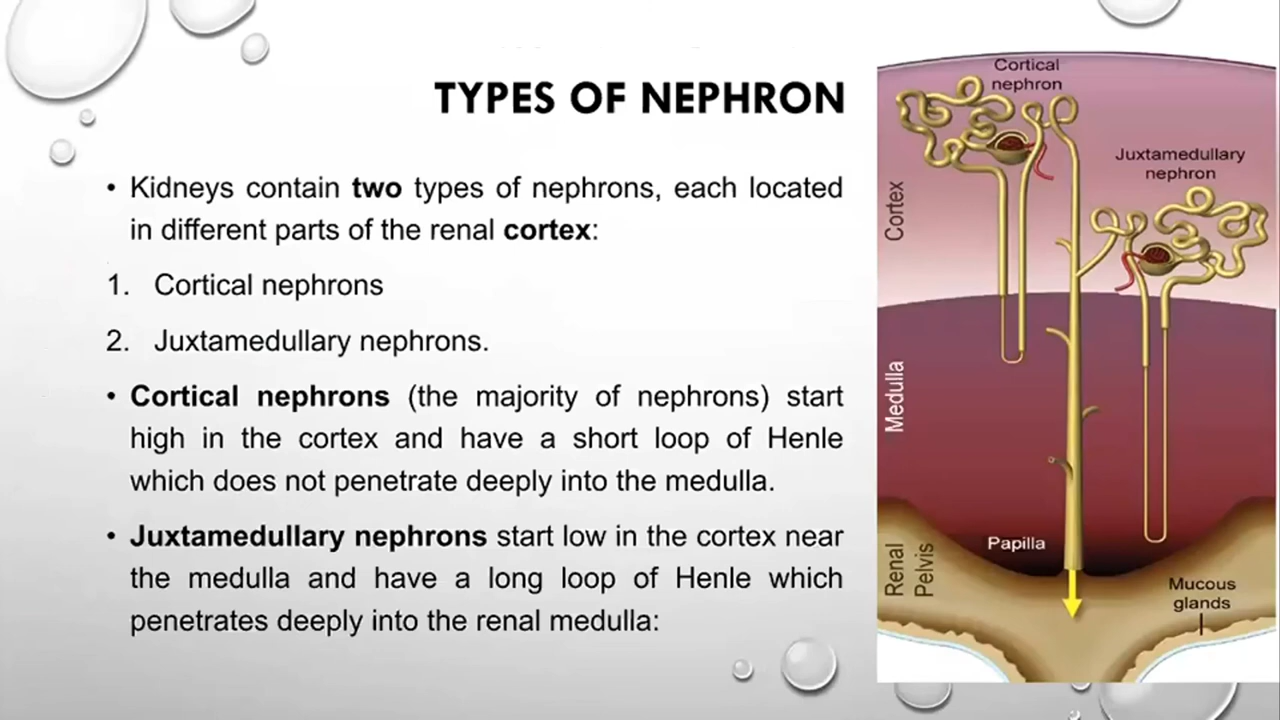 TYPES OF NEPHRON
• Kidneys contain two types of nephrons, each located
in different parts of the renal cortex:
1. Cortical nephrons
2. Juxtamedullary nephrons.
• Cortical nephrons (the majority of nephrons) start
high in the cortex and have a short loop of Henle
which does not penetrate deeply into the medulla.
• Juxtamedullary nephrons start low in the cortex near
the medulla and have a long loop of Henle which
penetrates deeply into the renal medulla:
Cortical
nephron
Juxtamedullary
nephron
Cortex
Medulla
Papilla
Renal
Pelvis
Mucous
glands